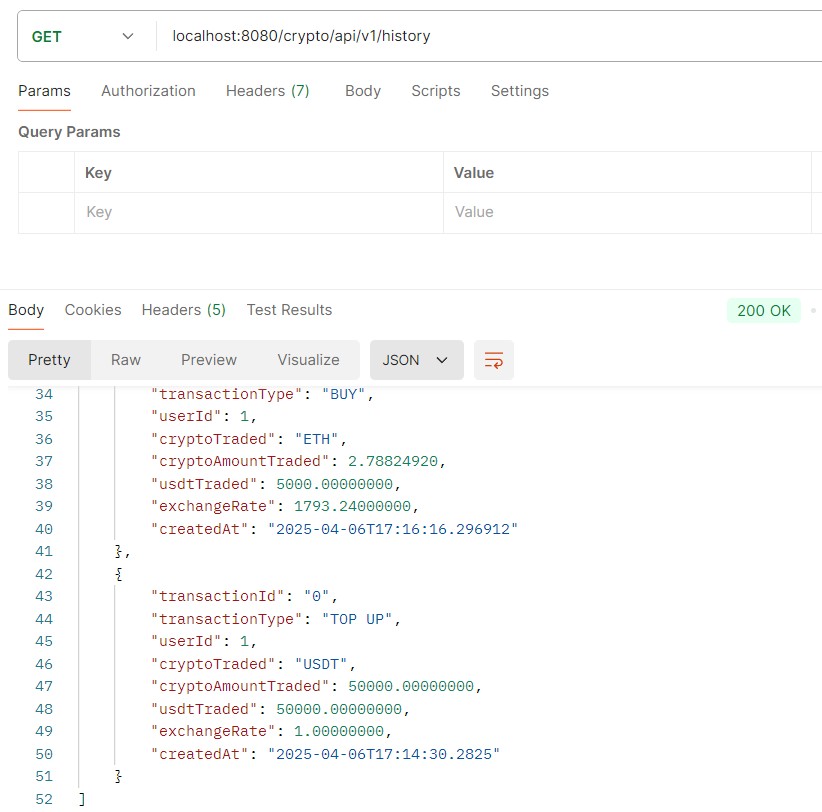 GET localhost:8080/crypto/api/v1/history
Params Authorization Headers (7) Body Scripts Settings
Query Params
Key Value
Key Value
Body Cookies Headers (5) Test Results 200 OK
Pretty Raw Preview Visualize JSON
34 "transactionType": "BUY",
35 "userId": 1,
36 "cryptoTraded": "ETH",
37 "cryptoAmountTraded": 2.78824920,
38 "usdtTraded": 5000.00000000,
39 "exchangeRate": 1793.24000000,
40 "createdAt": "2025-04-06T17:16:16.296912"
41 },
42 {
43 "transactionId": "0",
44 "transactionType": "TOP UP",
45 "userId": 1,
46 "cryptoTraded": "USDT",
47 "cryptoAmountTraded": 50000.00000000,
48 "usdtTraded": 50000.00000000,
49 "exchangeRate": 1.00000000,
50 "createdAt": "2025-04-06T17:14:30.2825"
51 }
52 ]